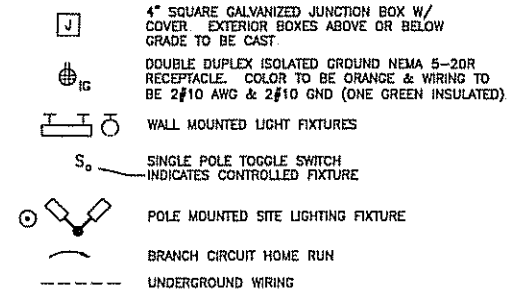 J
4" SQUARE GALVANIZED JUNCTION BOX W/
COVER. EXTERIOR BOXES ABOVE OR BELOW
GRADE TO BE CAST.
IG
DOUBLE DUPLEX ISOLATED GROUND NEMA 5-20R
RECEPTACLE. COLOR TO BE ORANGE & WIRING TO
BE 2#10 AWG & 2#10 GND (ONE GREEN INSULATED)
WALL MOUNTED LIGHT FIXTURES
Sₒ
SINGLE POLE TOGGLE SWITCH
INDICATES CONTROLLED FIXTURE
POLE MOUNTED SITE LIGHTING FIXTURE
BRANCH CIRCUIT HOME RUN
UNDERGROUND WIRING